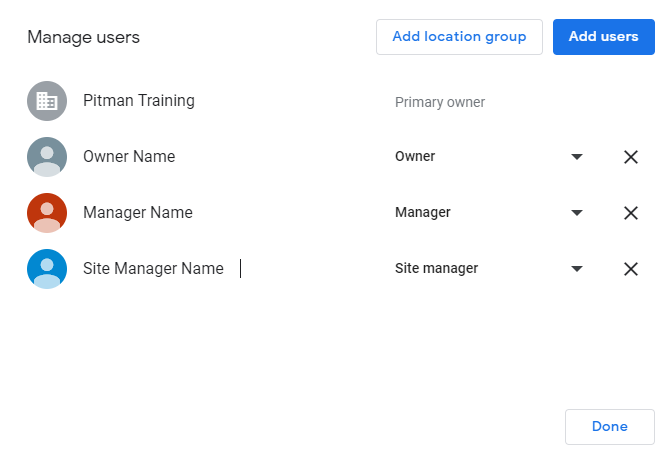 Manage users
Add location group
Add users
Pitman Training
Primary owner
Owner Name
Owner
Manager Name
Manager
Site Manager Name
Site manager
Done